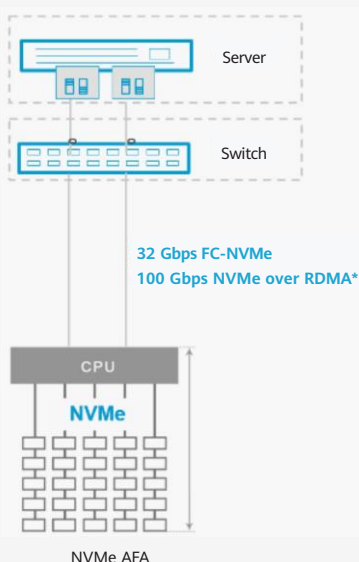 Server
Switch
32 Gbps FC-NVMe
100 Gbps NVMe over RDMA*
CPU
NVMe
NVMe AFA